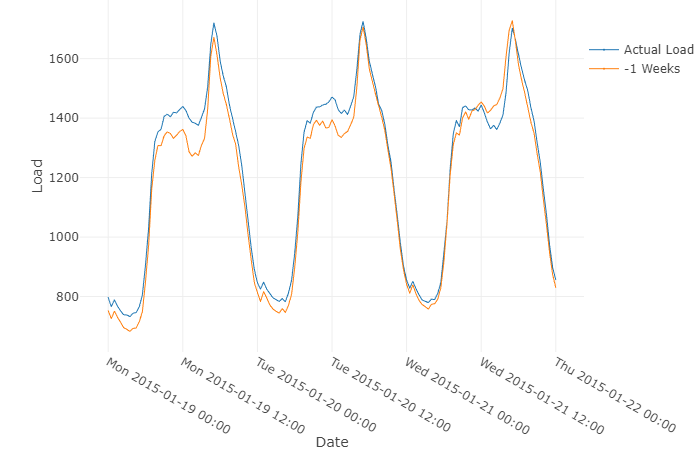 Actual Load
-1 Weeks
1600
1400
1200
1000
800
Load
Mon 2015-01-19 00:00
Mon 2015-01-19 12:00
Tue 2015-01-20 00:00
Tue 2015-01-20 12:00
Wed 2015-01-21 00:00
Wed 2015-01-21 12:00
Thu 2015-01-22 00:00
Date